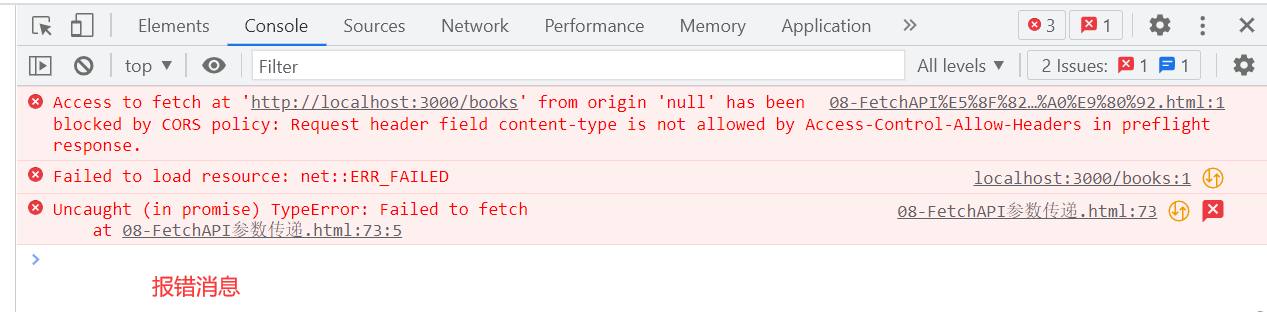 Elements Console Sources Network Performance Memory Application 3 1
top Filter All levels 2 Issues: 1 1
Access to fetch at 'http://localhost:3000/books' from origin 'null' has been 08-FetchAPI%E5%8F%82…%A0%E9%80%92.html:1
blocked by CORS policy: Request header field content-type is not allowed by Access-Control-Allow-Headers in preflight
response.
Failed to load resource: net::ERR_FAILED localhost:3000/books:1
Uncaught (in promise) TypeError: Failed to fetch 08-FetchAPI参数传递.html:73
at 08-FetchAPI参数传递.html:73:5
报错消息